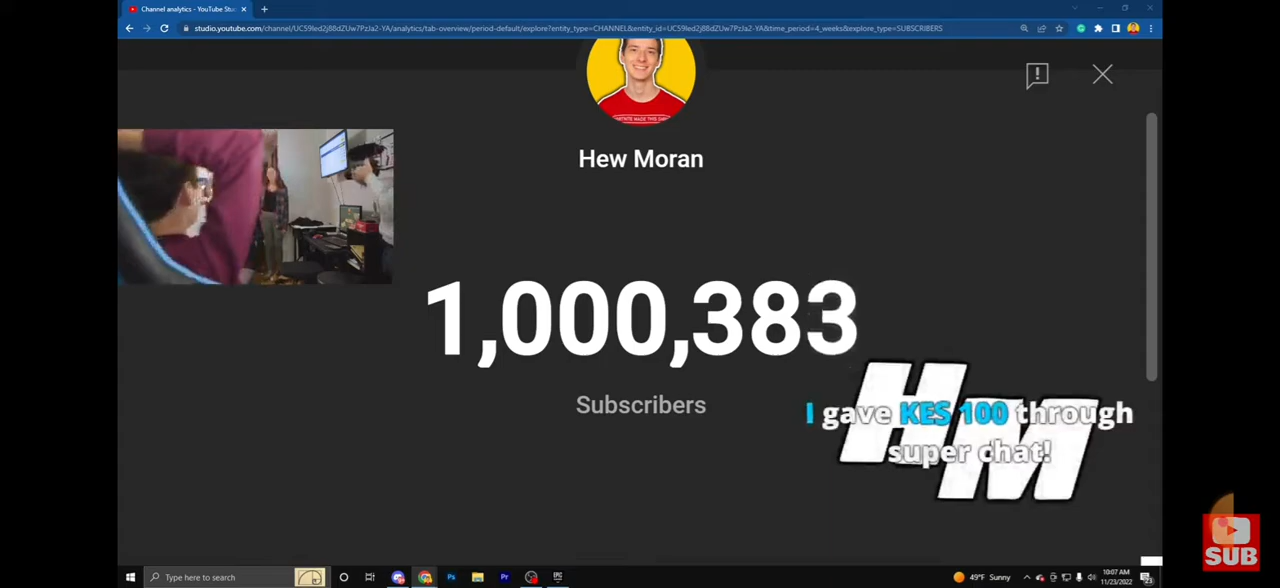 Channel analytics - YouTube Stu
studio.youtube.com/channel/UC59led2j88dZUw7PzJa2-YA/analytics/tab-overview/period-default/explore?entity_type=CHANNEL&entity_id=UC59led2j88dZUw7PzJa2-YA&time_period=4_weeks&explore_type=SUBSCRIBERS
Hew Moran
1,000,383
Subscribers
HM
I gave KES 100 through
super chat!
SUB
Type here to search
49°F Sunny
10:07 AM
11/23/2022